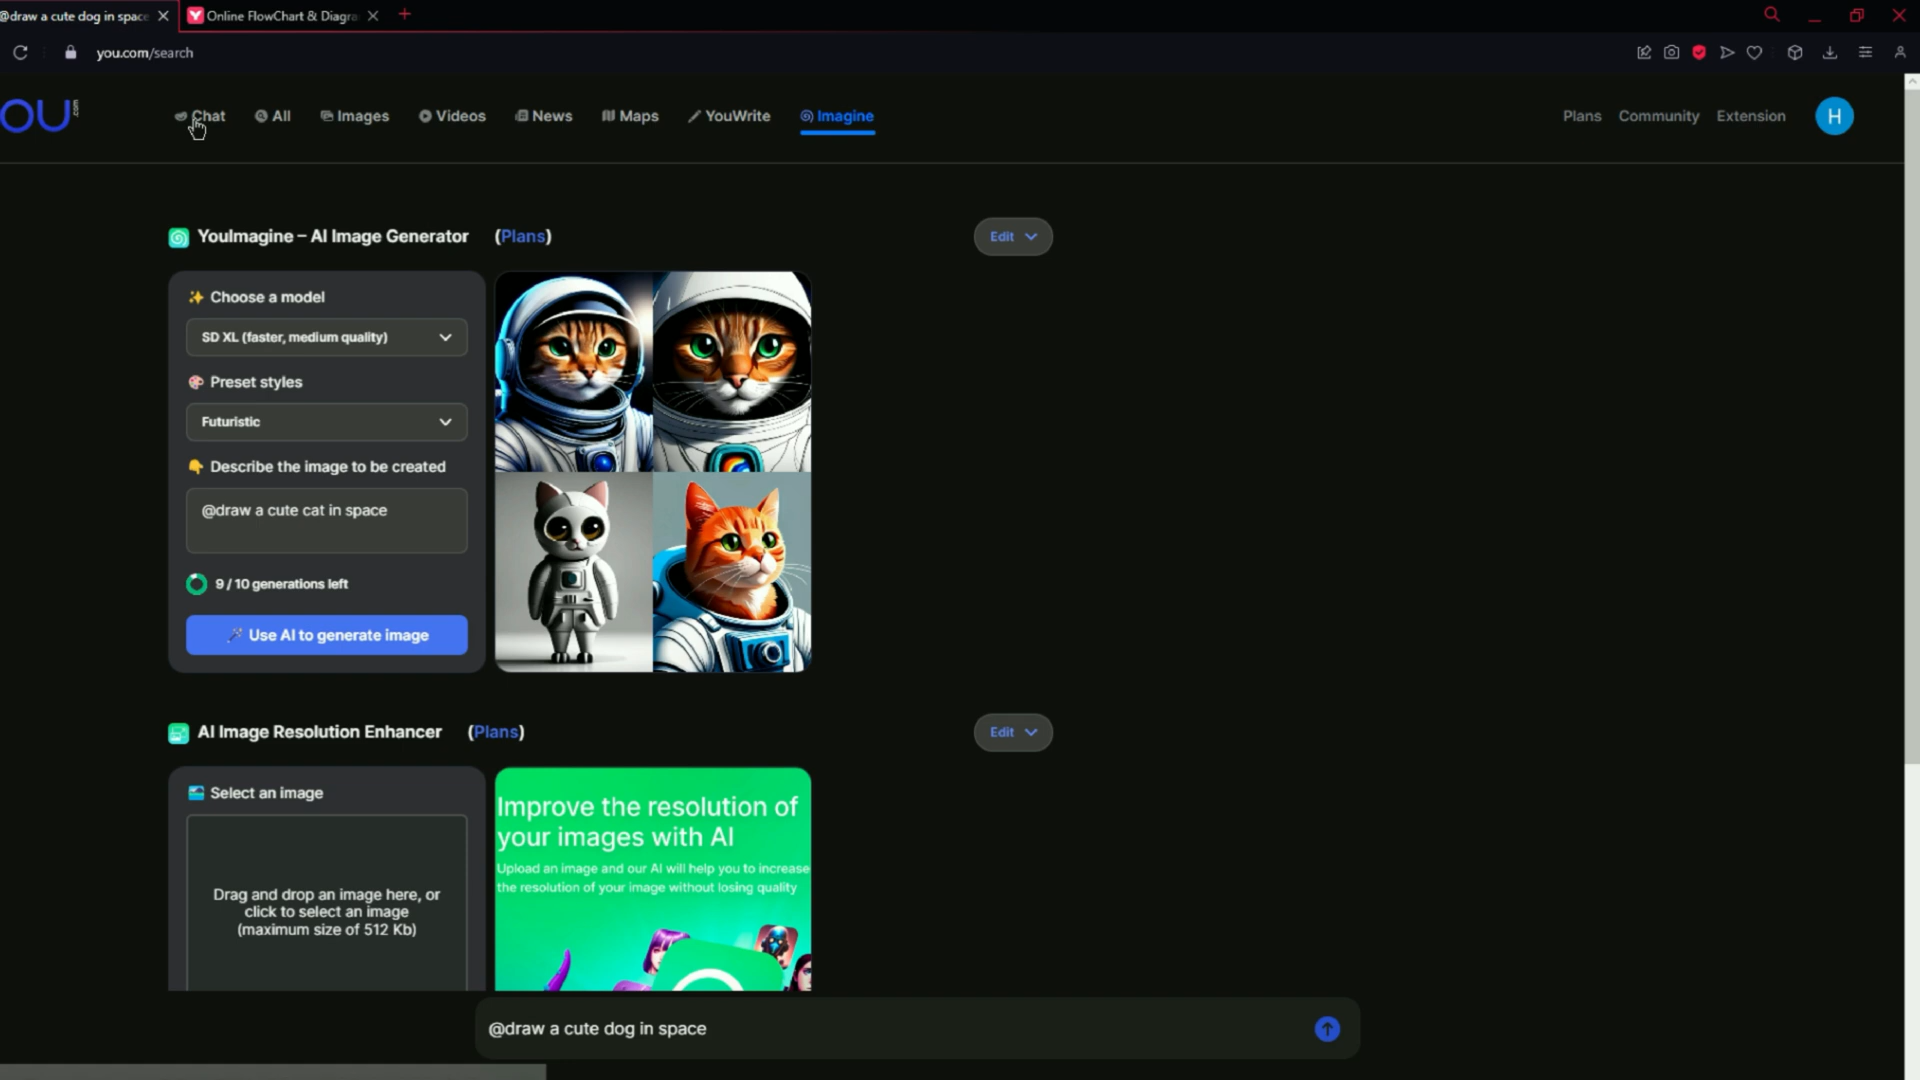 @draw a cute dog in space
Online FlowChart & Diagra
you.com/search
OU
.com
Chat
All
Images
Videos
News
Maps
YouWrite
Imagine
Plans
Community
Extension
H
YouImagine – AI Image Generator (Plans)
Edit
Choose a model
SD XL (faster, medium quality)
Preset styles
Futuristic
Describe the image to be created
@draw a cute cat in space
9 / 10 generations left
Use AI to generate image
AI Image Resolution Enhancer (Plans)
Edit
Select an image
Drag and drop an image here, or
click to select an image
(maximum size of 512 Kb)
Improve the resolution of
your images with AI
Upload an image and our AI will help you to increase
the resolution of your image without losing quality
@draw a cute dog in space